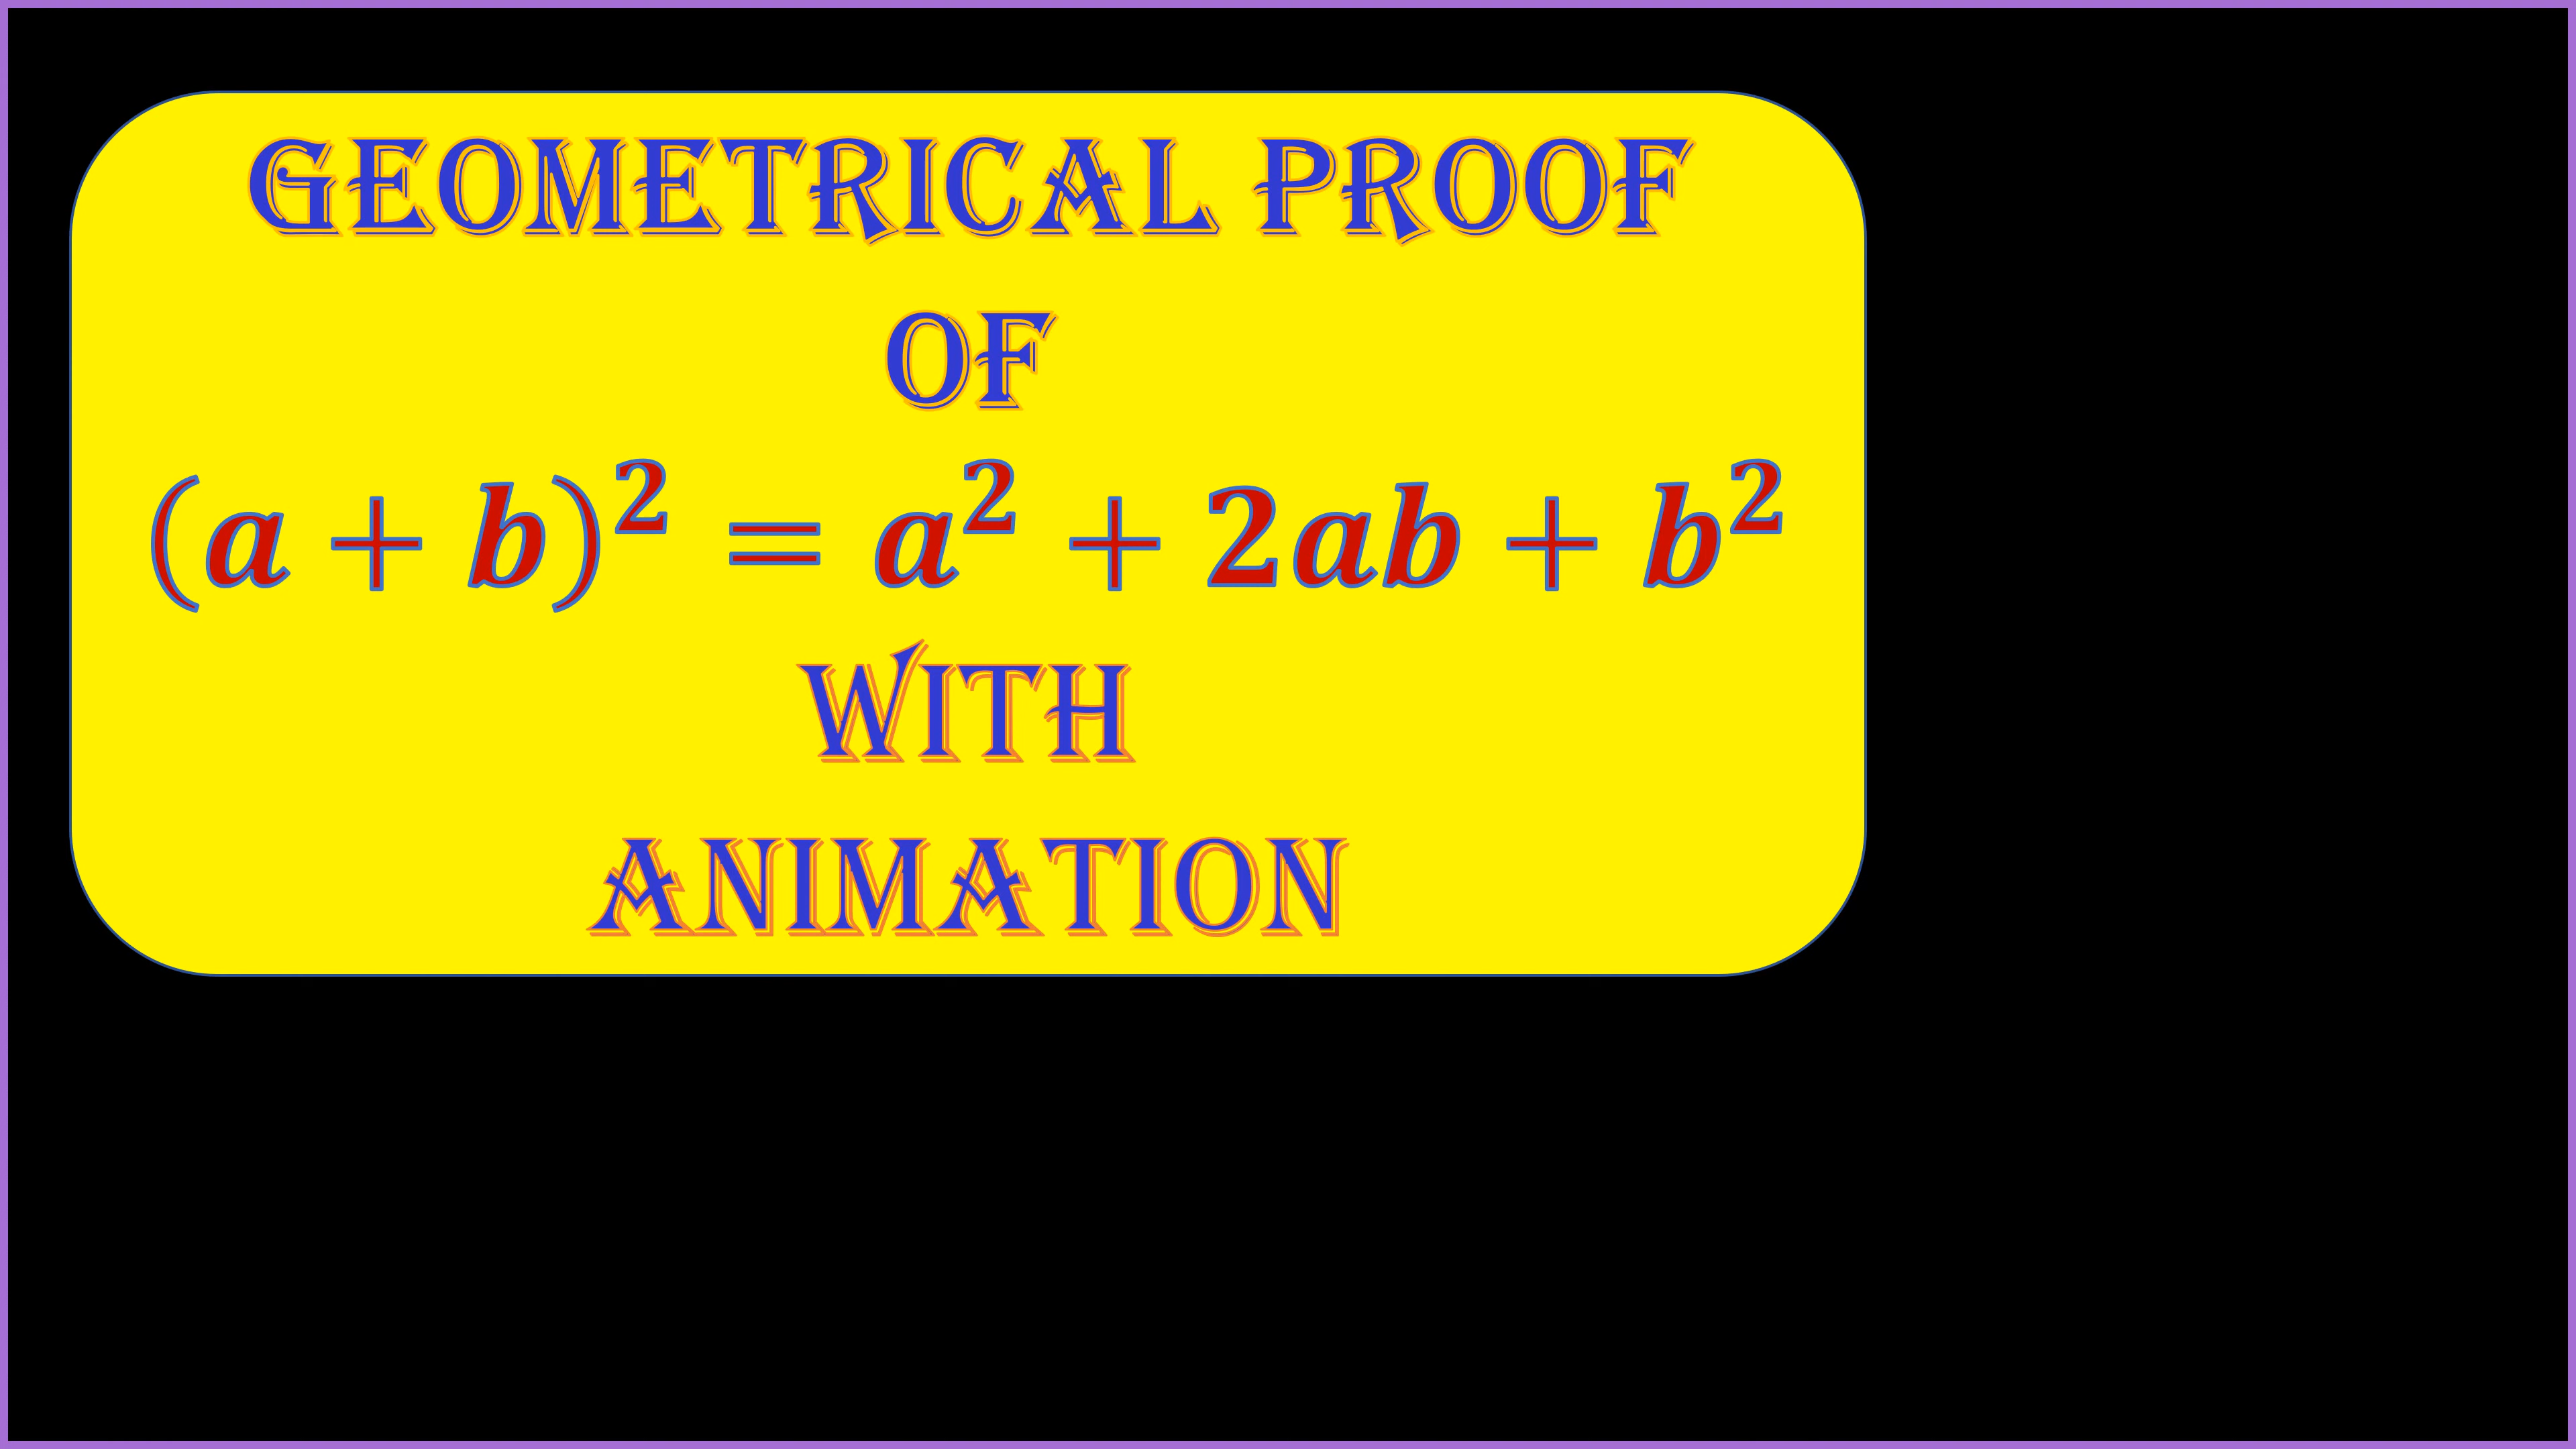 GEOMETRICAL PROOF
OF
(a + b)² = a² + 2ab + b²
WITH
ANIMATION